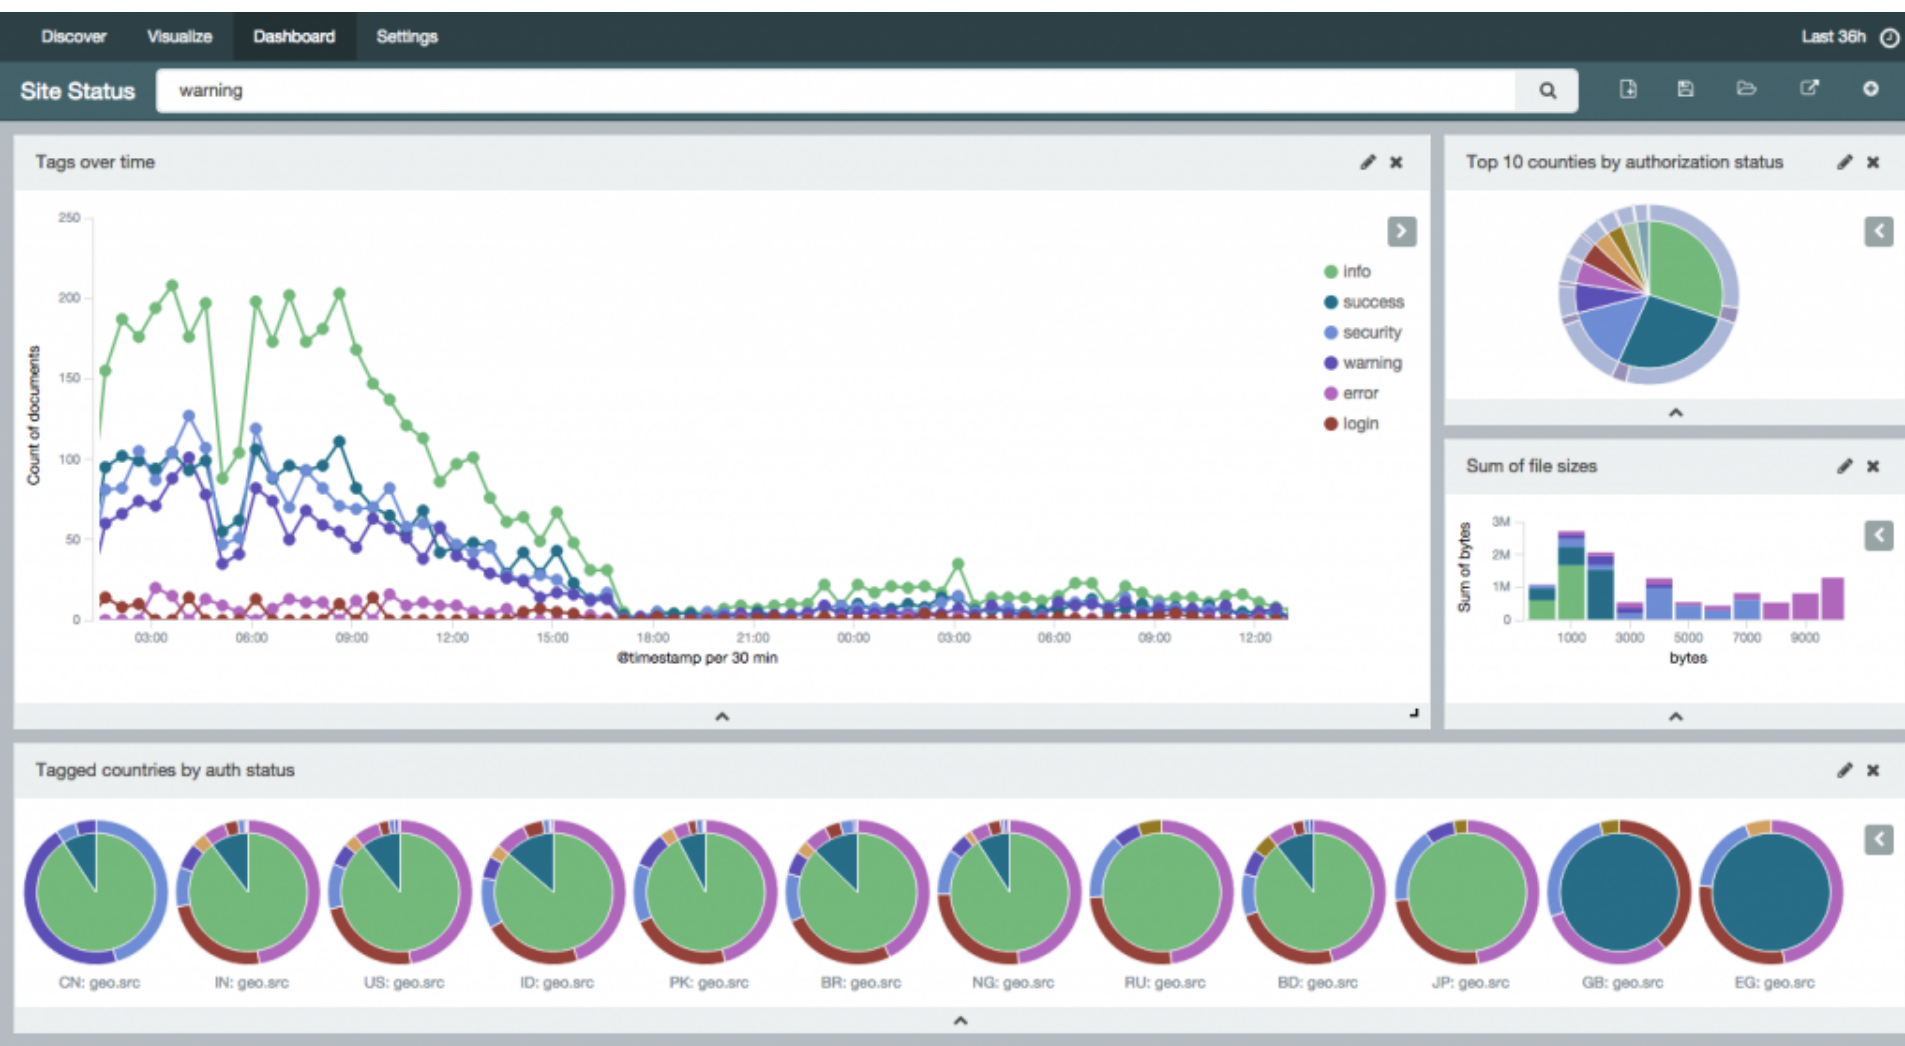 Discover Visualize Dashboard Settings Last 36h
Site Status warning
Tags over time
250
200
150
100
50
0
Count of documents
03:00 06:00 09:00 12:00 15:00 18:00 21:00 00:00 03:00 06:00 09:00 12:00
@timestamp per 30 min
info
success
security
warning
error
login
Top 10 counties by authorization status
Sum of file sizes
3M
2M
1M
0
Sum of bytes
1000 3000 5000 7000 9000
bytes
Tagged countries by auth status
CN: geo.src IN: geo.src US: geo.src ID: geo.src PK: geo.src BR: geo.src NG: geo.src RU: geo.src BD: geo.src JP: geo.src GB: geo.src EG: geo.src